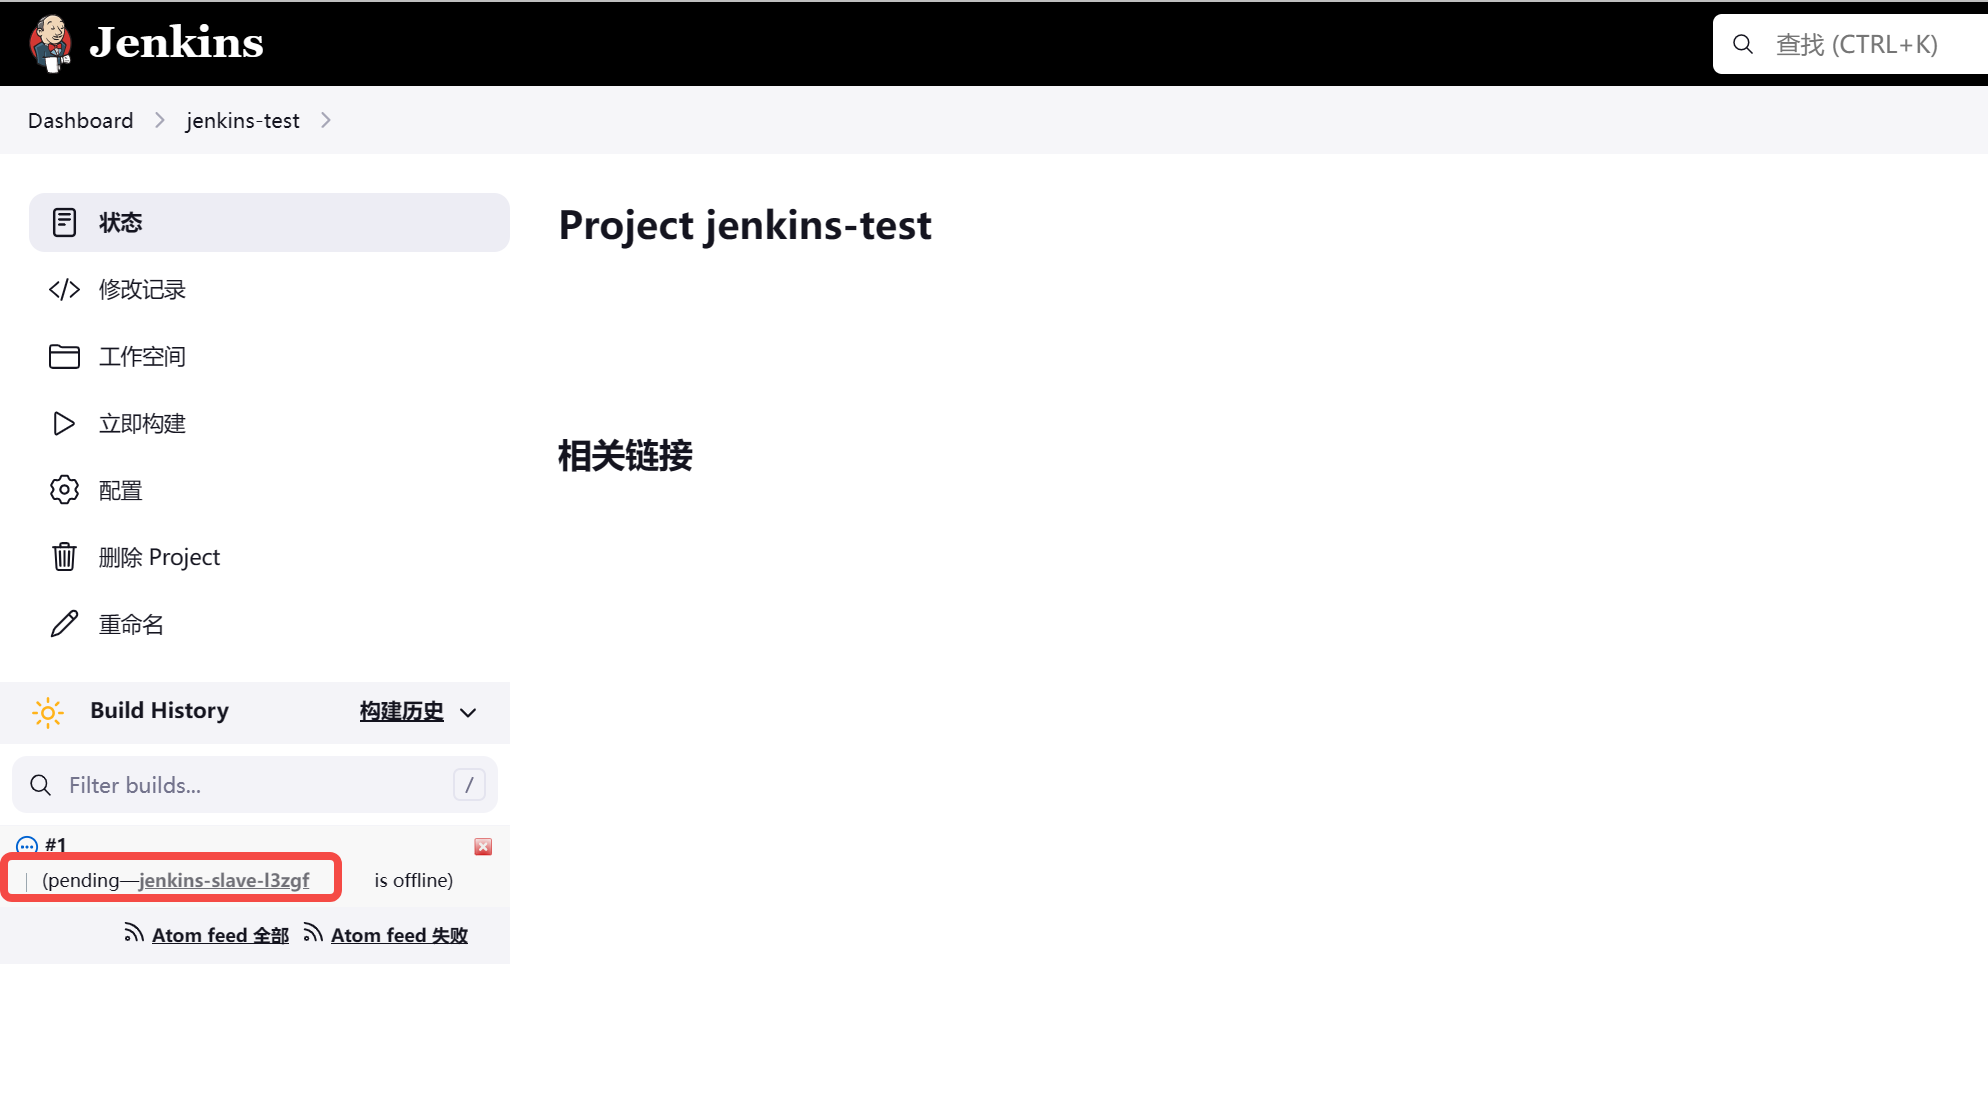 Jenkins
查找 (CTRL+K)
Dashboard
jenkins-test
状态
修改记录
工作空间
立即构建
配置
删除 Project
重命名
Project jenkins-test
相关链接
Build History
构建历史
Filter builds...
/
#1
(pending—jenkins-slave-l3zgf is offline)
Atom feed 全部
Atom feed 失败